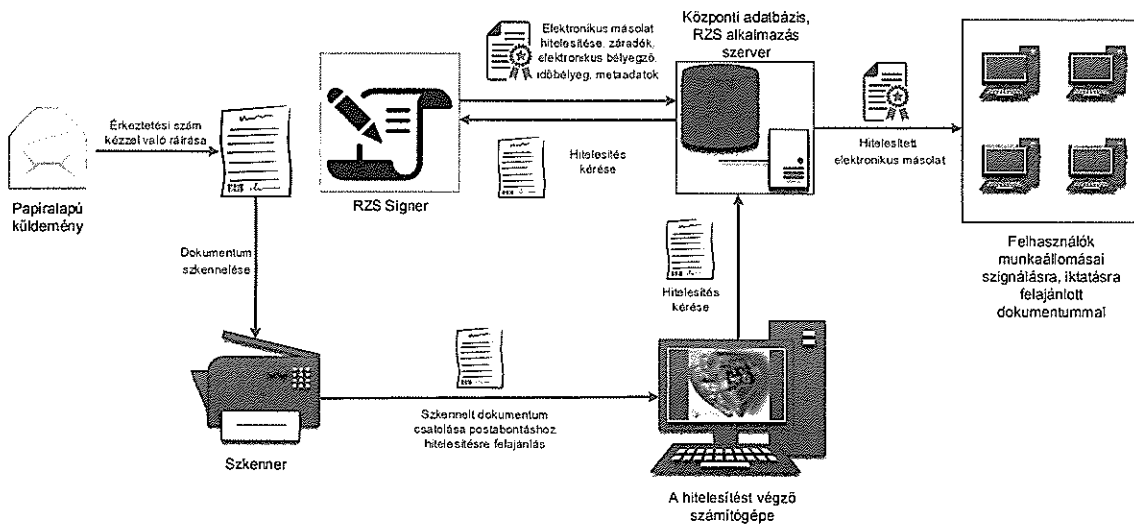 Papíralapú
küldemény
Érkeztetési szám
kézzel való ráírása
Dokumentum
szkennelése
Szkenner
Szkennelt dokumentum
csatolása postabontáshoz
hitelesítésre felajánlás
A hitelesítést végző
számítógépe
Hitelesítés
kérése
Központi adatbázis,
RZS alkalmazás
szerver
Hitelesítés
kérése
RZS Signer
Elektronikus másolat
hitelesítése, záradék,
elektronikus bélyegző,
időbélyeg, metaadatok
Hitelesített
elektronikus másolat
Felhasználók
munkaállomásai
szignálásra, iktatásra
felajánlott
dokumentummal